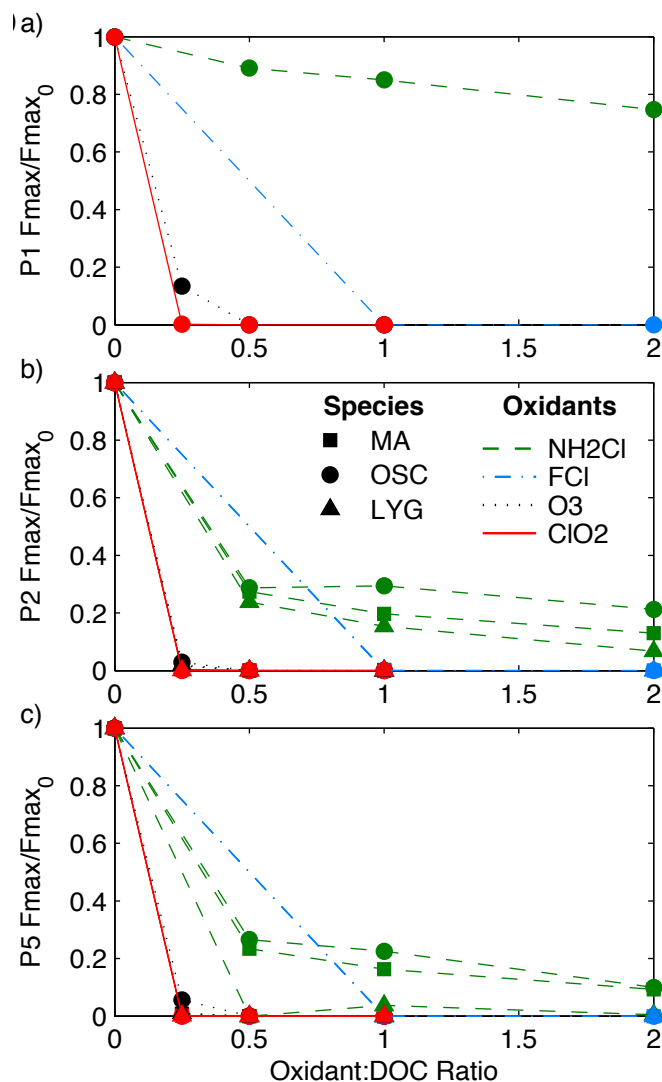 a)
1
0.8
0.6
0.4
0.2
0
P1 Fmax/Fmax0
0 0.5 1 1.5 2
b)
1
0.8
0.6
0.4
0.2
0
P2 Fmax/Fmax0
Species
MA
OSC
LYG
Oxidants
NH2Cl
FCl
O3
ClO2
0 0.5 1 1.5 2
c)
1
0.8
0.6
0.4
0.2
0
P5 Fmax/Fmax0
0 0.5 1 1.5 2
Oxidant:DOC Ratio